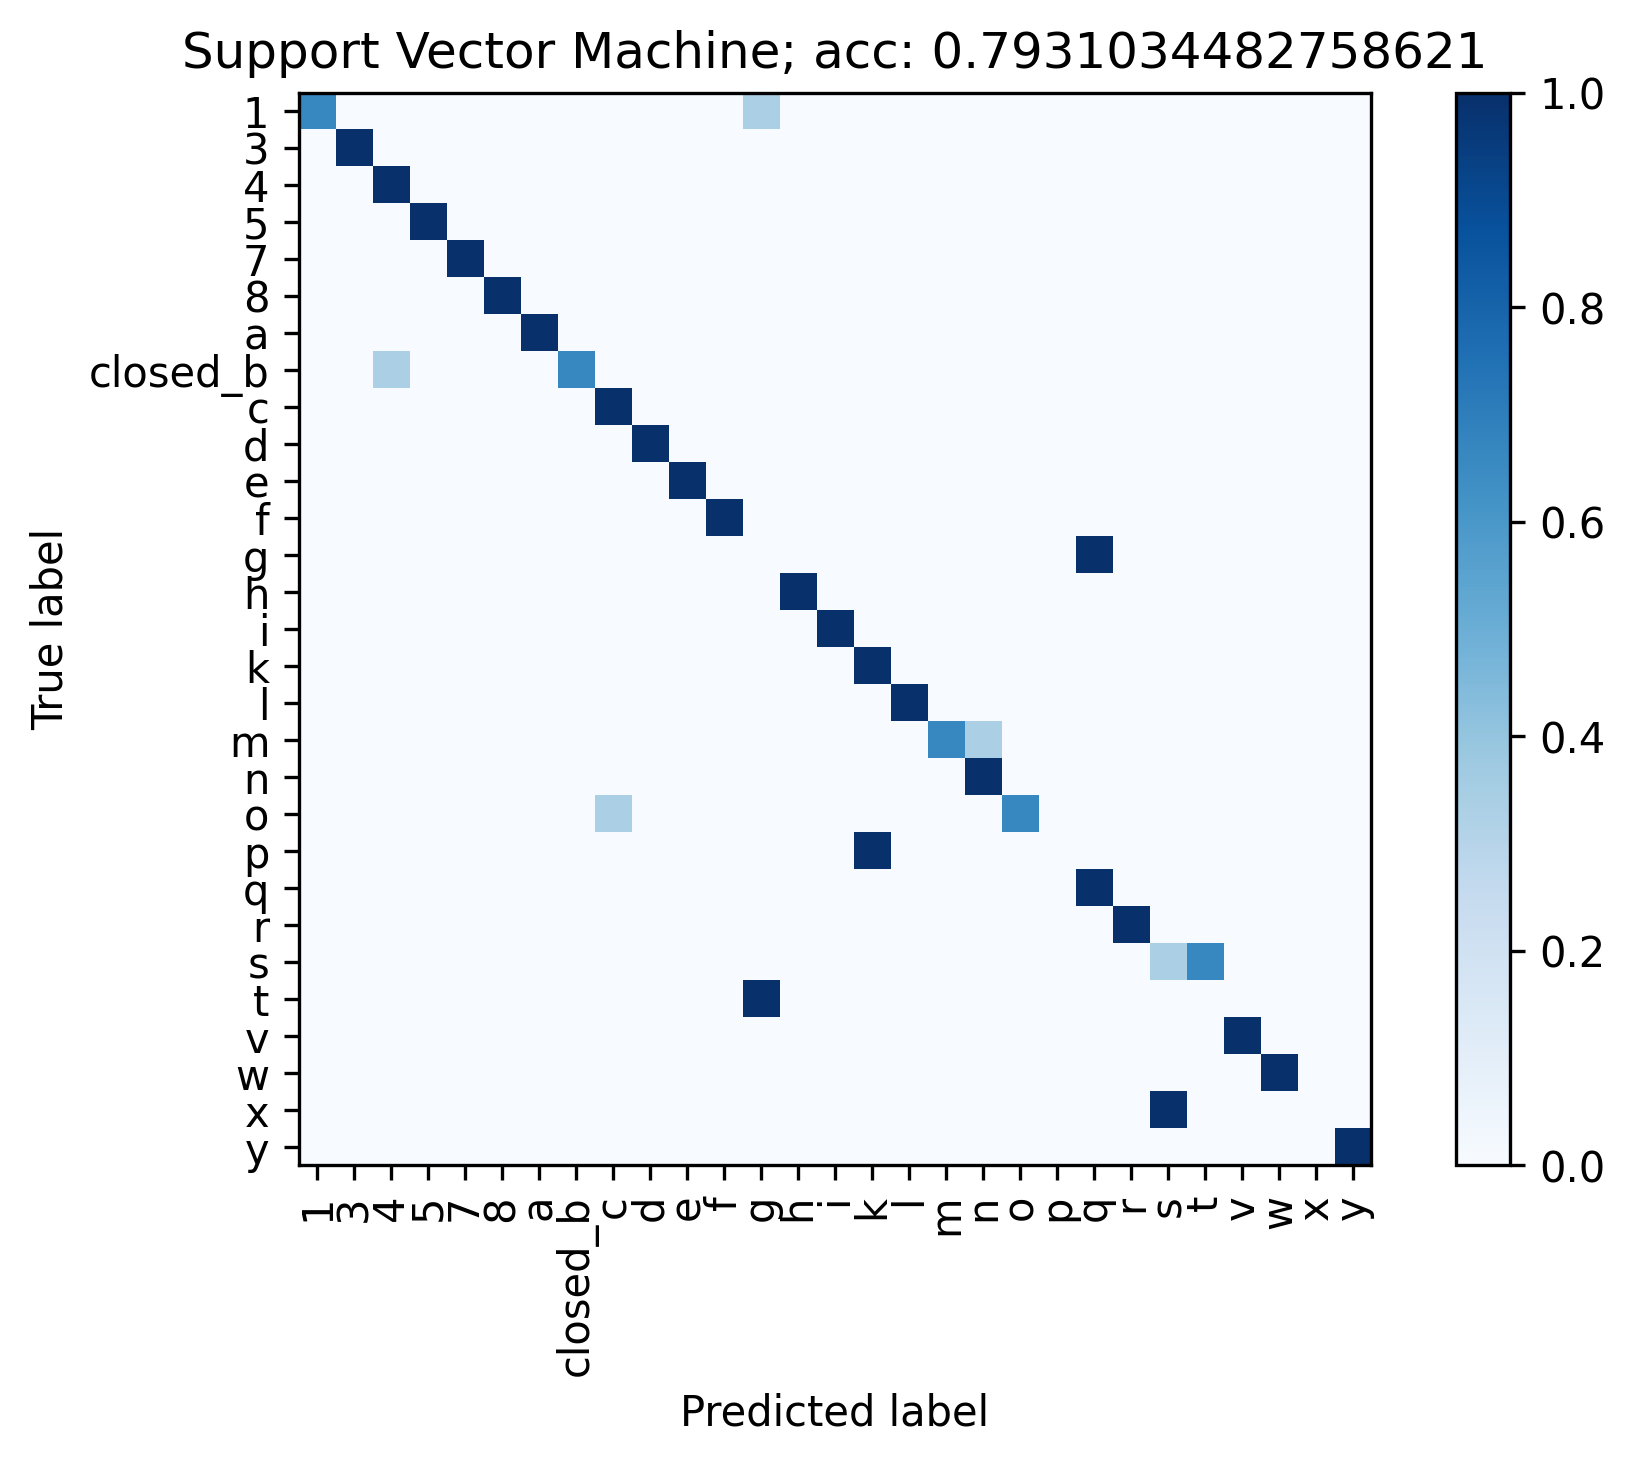 Support Vector Machine; acc: 0.7931034482758621
1
3
4
5
7
8
a
closed_b
c
d
e
f
g
h
i
k
l
m
n
o
p
q
r
s
t
v
w
x
y
True label
1
3
4
5
7
8
a
closed_b
c
d
e
f
g
h
i
k
l
m
n
o
p
q
r
s
t
v
w
x
y
Predicted label
1.0
0.8
0.6
0.4
0.2
0.0